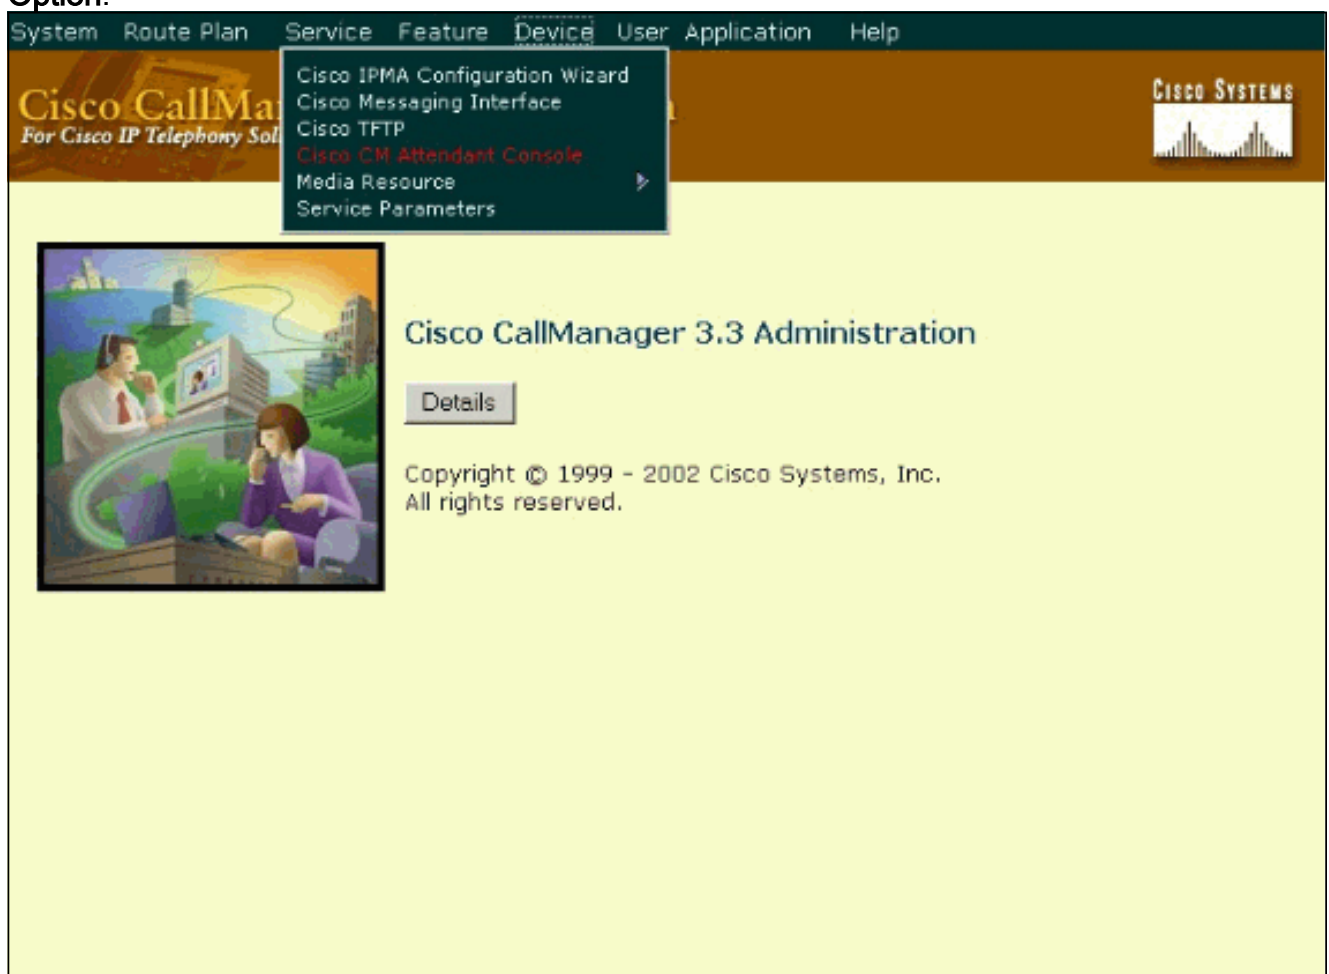 Option.
System Route Plan Service Feature Device User Application Help
Cisco IPMA Configuration Wizard
Cisco Messaging Interface
Cisco TFTP
Cisco CM Attendant Console
Media Resource
Service Parameters
Cisco CallMa
For Cisco IP Telephony Sol
CISCO SYSTEMS
Cisco CallManager 3.3 Administration
Details
Copyright © 1999 - 2002 Cisco Systems, Inc.
All rights reserved.